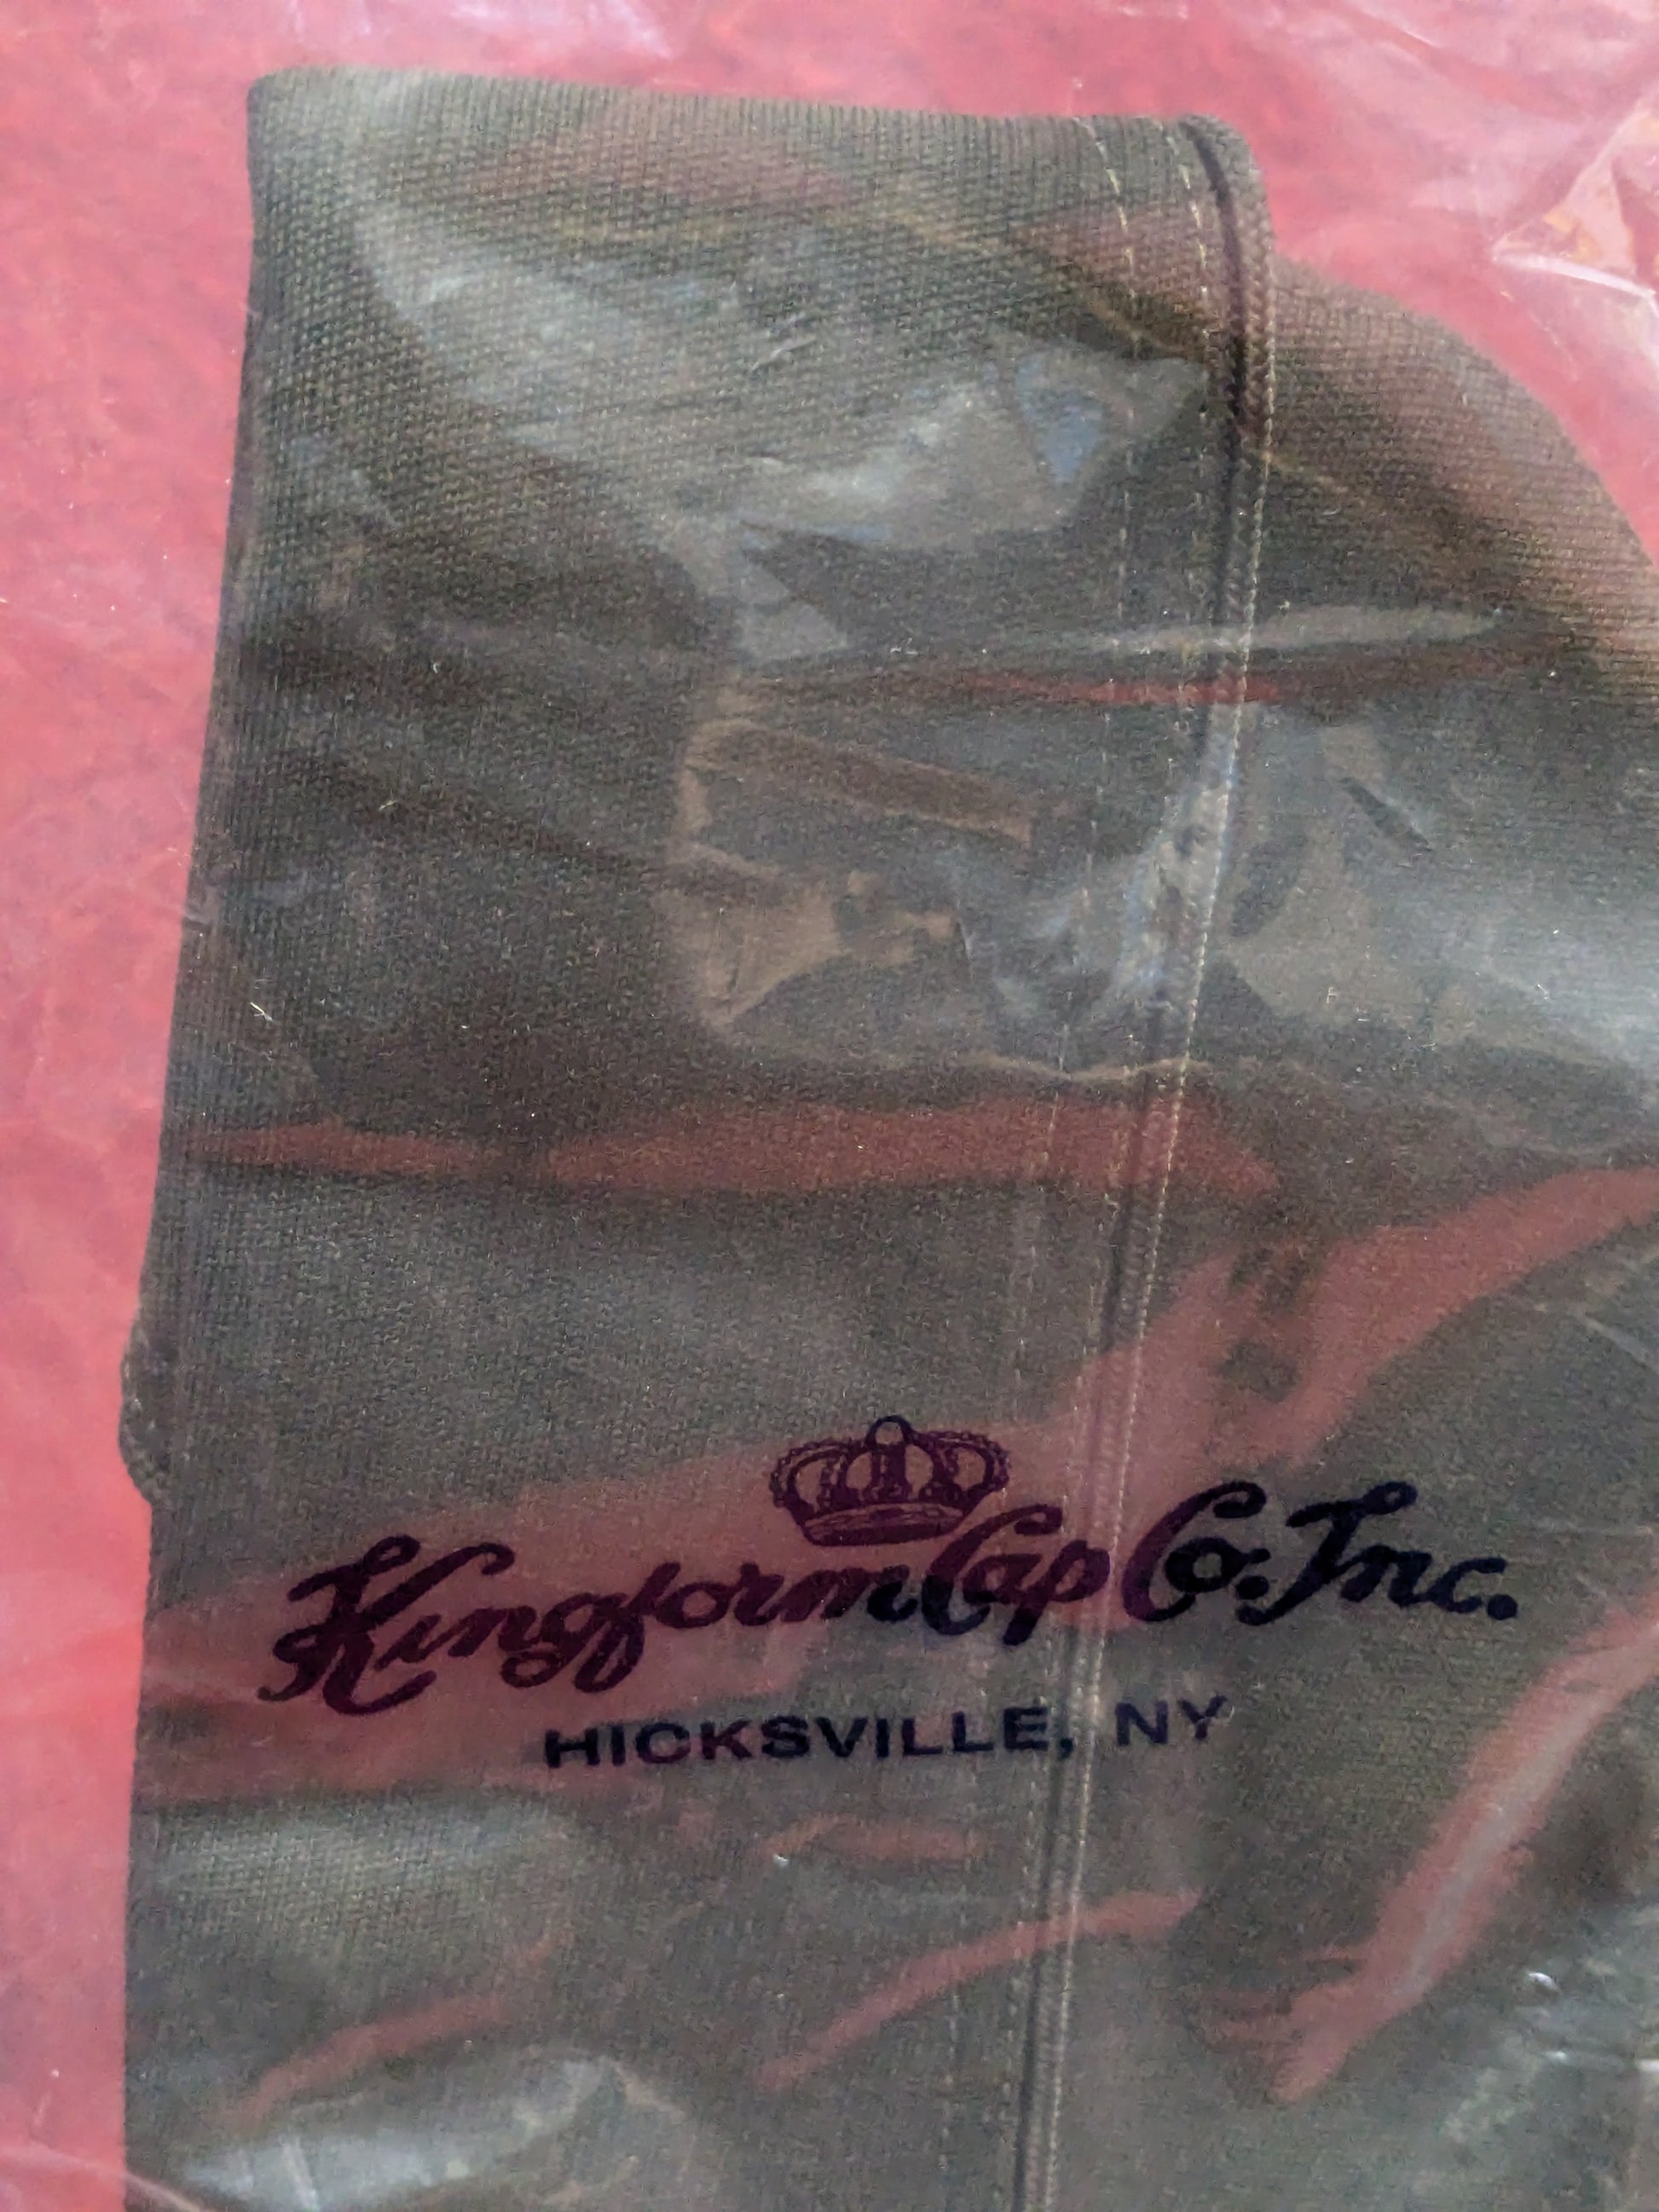 Kingform Cap Co. Inc.
HICKSVILLE, NY